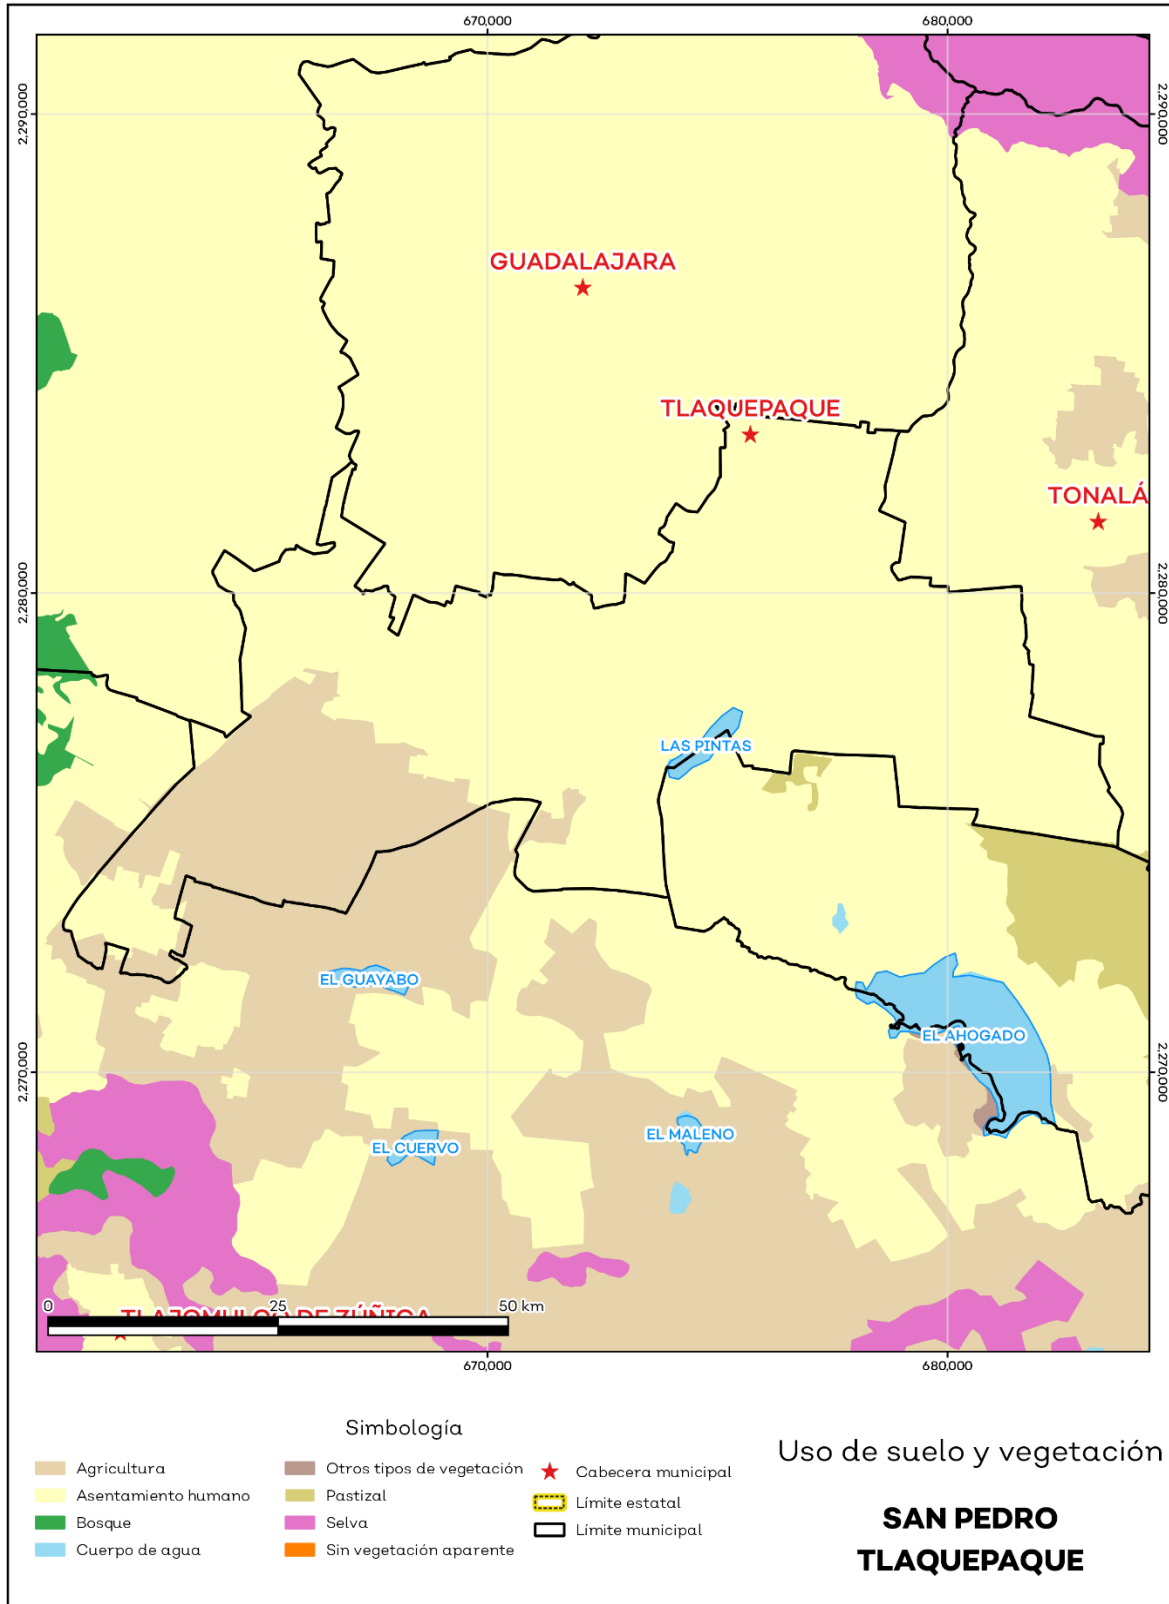 670,000
680,000
2,290,000
2,290,000
GUADALAJARA
TLAQUEPAQUE
TONALÁ
2,280,000
2,280,000
LAS PINTAS
EL GUAYABO
EL AHOGADO
2,270,000
2,270,000
EL MALENO
EL CUERVO
0
25
50 km
TLAJOMULCO DE ZÚÑIGA
670,000
680,000
Simbología
Agricultura
Asentamiento humano
Bosque
Cuerpo de agua
Otros tipos de vegetación
Pastizal
Selva
Sin vegetación aparente
Cabecera municipal
Límite estatal
Límite municipal
Uso de suelo y vegetación
SAN PEDRO
TLAQUEPAQUE